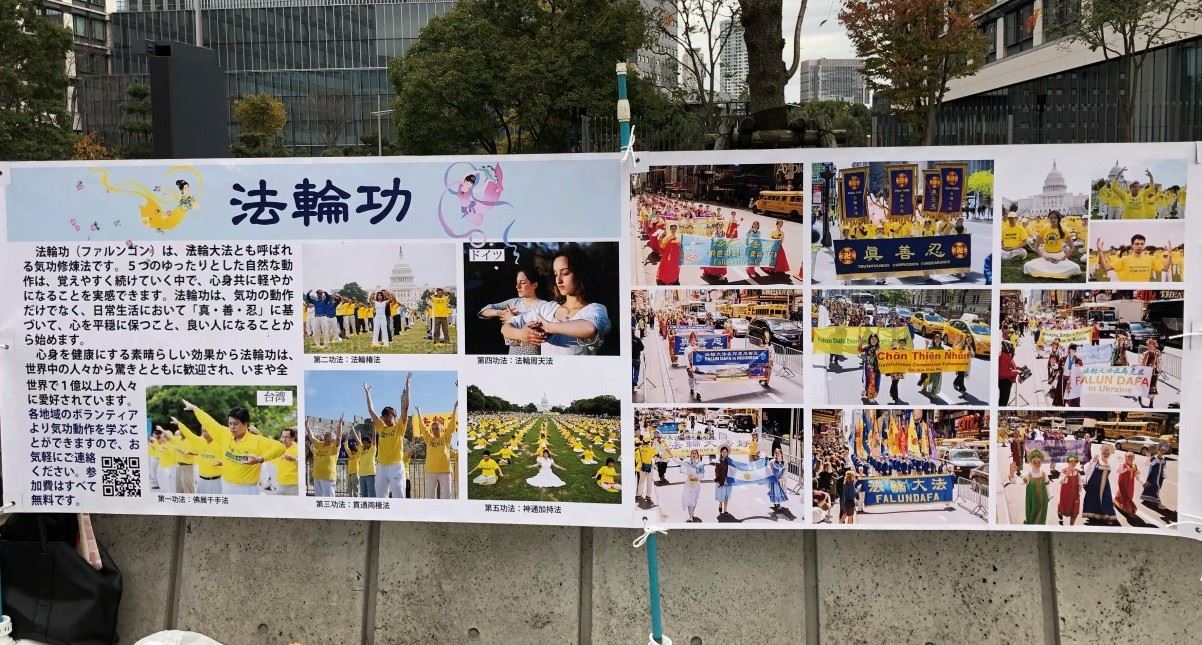 法輪功
法輪功（ファルンゴン）は、法輪大法とも呼ばれ
る気功修煉法です。５つのゆったりとした自然な動
作は、覚えやすく続けていく中で、心身共に軽やか
になることを実感できます。法輪功は、気功の動作
だけでなく、日常生活において「真・善・忍」に基
づいて、心を平穏に保つこと、良い人になることか
ら始めます。
心身を健康にする素晴らしい効果から法輪功は、
世界中の人々から驚きとともに歓迎され、いまや全
世界で１億以上の人々
に愛好されています。
各地域のボランティア
より気功動作を学ぶこ
とができますので、お
気軽にご連絡
ください。参
加費はすべて
無料です。
第二功法：法輪樁法
ドイツ
第四功法：法輪周天法
台湾
第一功法：佛展千手法
第三功法：貫通両極法
第五功法：神通加持法
眞善忍
TRUTHFULNESS COMPASSION FORBEARANCE
Chân Thiện Nhẫn
FALUN DAFA
in Ukraine
法輪大法
FALUN DAFA